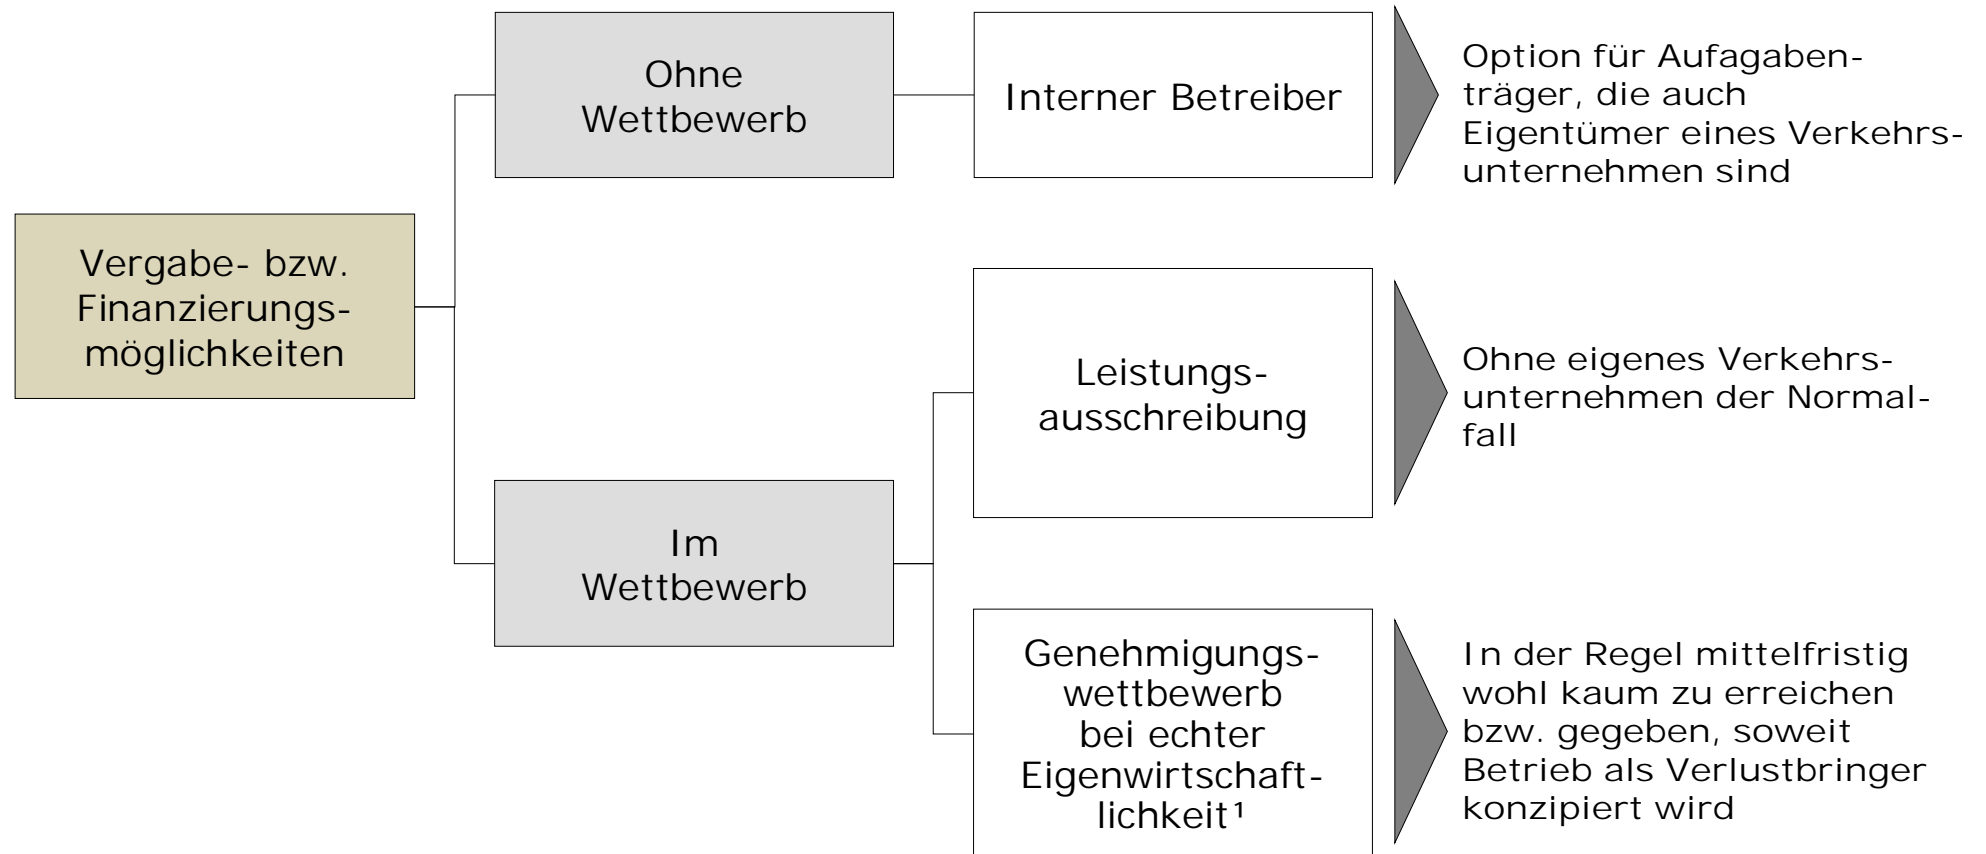 Ohne
Wettbewerb
Interner Betreiber
Option für Aufagaben-
träger, die auch
Eigentümer eines Verkehrs-
unternehmen sind
Vergabe- bzw.
Finanzierungs-
möglichkeiten
Leistungs-
ausschreibung
Ohne eigenes Verkehrs-
unternehmen der Normal-
fall
Im
Wettbewerb
Genehmigungs-
wettbewerb
bei echter
Eigenwirtschaft-
lichkeit¹
In der Regel mittelfristig
wohl kaum zu erreichen
bzw. gegeben, soweit
Betrieb als Verlustbringer
konzipiert wird